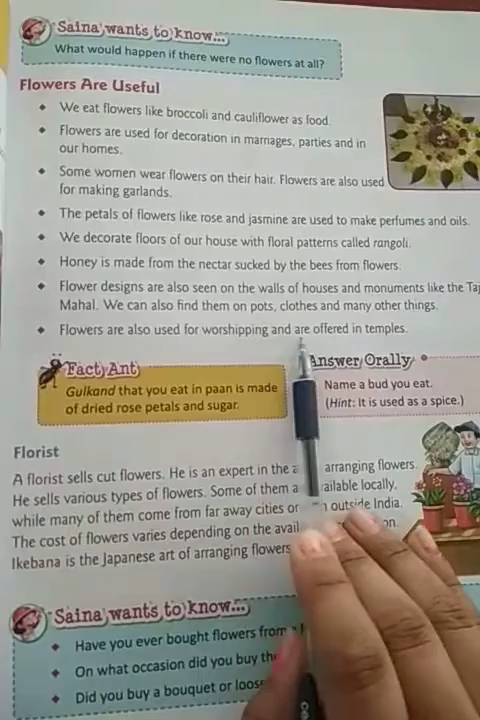 Saina wants to know...
What would happen if there were no flowers at all?
Flowers Are Useful
◆ We eat flowers like broccoli and cauliflower as food.
◆ Flowers are used for decoration in marriages, parties and in
our homes.
◆ Some women wear flowers on their hair. Flowers are also used
for making garlands.
◆ The petals of flowers like rose and jasmine are used to make perfumes and oils.
◆ We decorate floors of our house with floral patterns called rangoli.
◆ Honey is made from the nectar sucked by the bees from flowers.
◆ Flower designs are also seen on the walls of houses and monuments like the Taj
Mahal. We can also find them on pots, clothes and many other things.
◆ Flowers are also used for worshipping and are offered in temples.
Fact Ant
Gulkand that you eat in paan is made
of dried rose petals and sugar.
Answer Orally
Name a bud you eat.
(Hint: It is used as a spice.)
Florist
A florist sells cut flowers. He is an expert in the arranging flowers.
He sells various types of flowers. Some of them available locally,
while many of them come from far away cities or outside India.
The cost of flowers varies depending on the
Ikebana is the Japanese art of arranging flowers
Saina wants to know...
◆ Have you ever bought flowers from
◆ On what occasion did you buy
◆ Did you buy a bouquet or loose